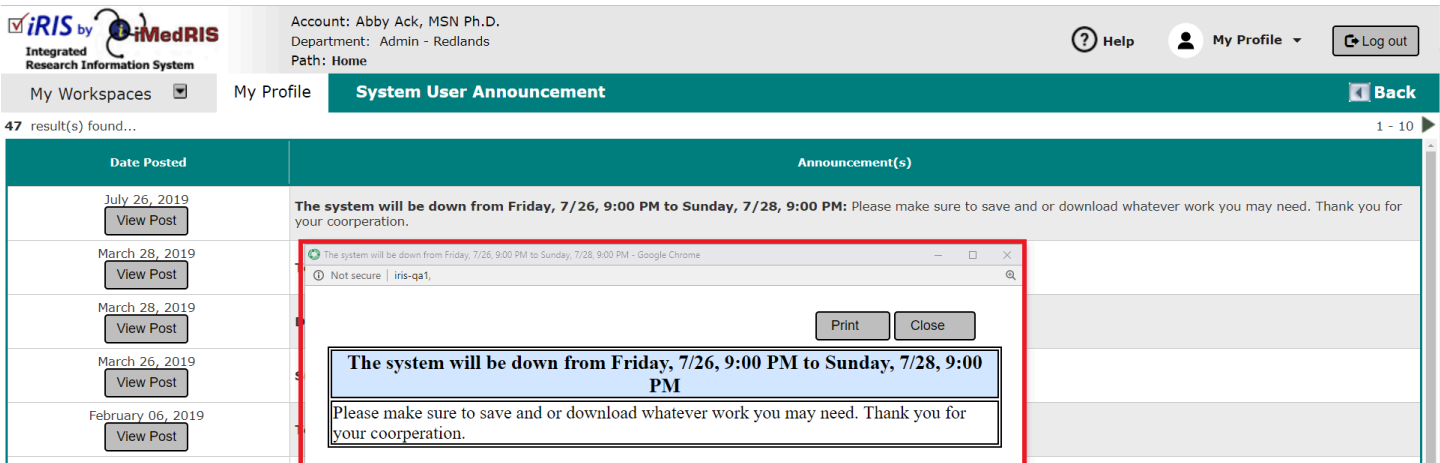 iRIS by iMedRIS
Integrated
Research Information System
Account: Abby Ack, MSN Ph.D.
Department: Admin - Redlands
Path: Home
? Help
My Profile
Log out
My Workspaces
My Profile
System User Announcement
Back
47 result(s) found...
1 - 10
Date Posted
Announcement(s)
July 26, 2019
View Post
The system will be down from Friday, 7/26, 9:00 PM to Sunday, 7/28, 9:00 PM: Please make sure to save and or download whatever work you may need. Thank you for
your coorperation.
March 28, 2019
View Post
March 28, 2019
View Post
March 26, 2019
View Post
February 06, 2019
View Post
The system will be down from Friday, 7/26, 9:00 PM to Sunday, 7/28, 9:00 PM - Google Chrome
Not secure | iris-qa1,
Print
Close
The system will be down from Friday, 7/26, 9:00 PM to Sunday, 7/28, 9:00
PM
Please make sure to save and or download whatever work you may need. Thank you for
your coorperation.